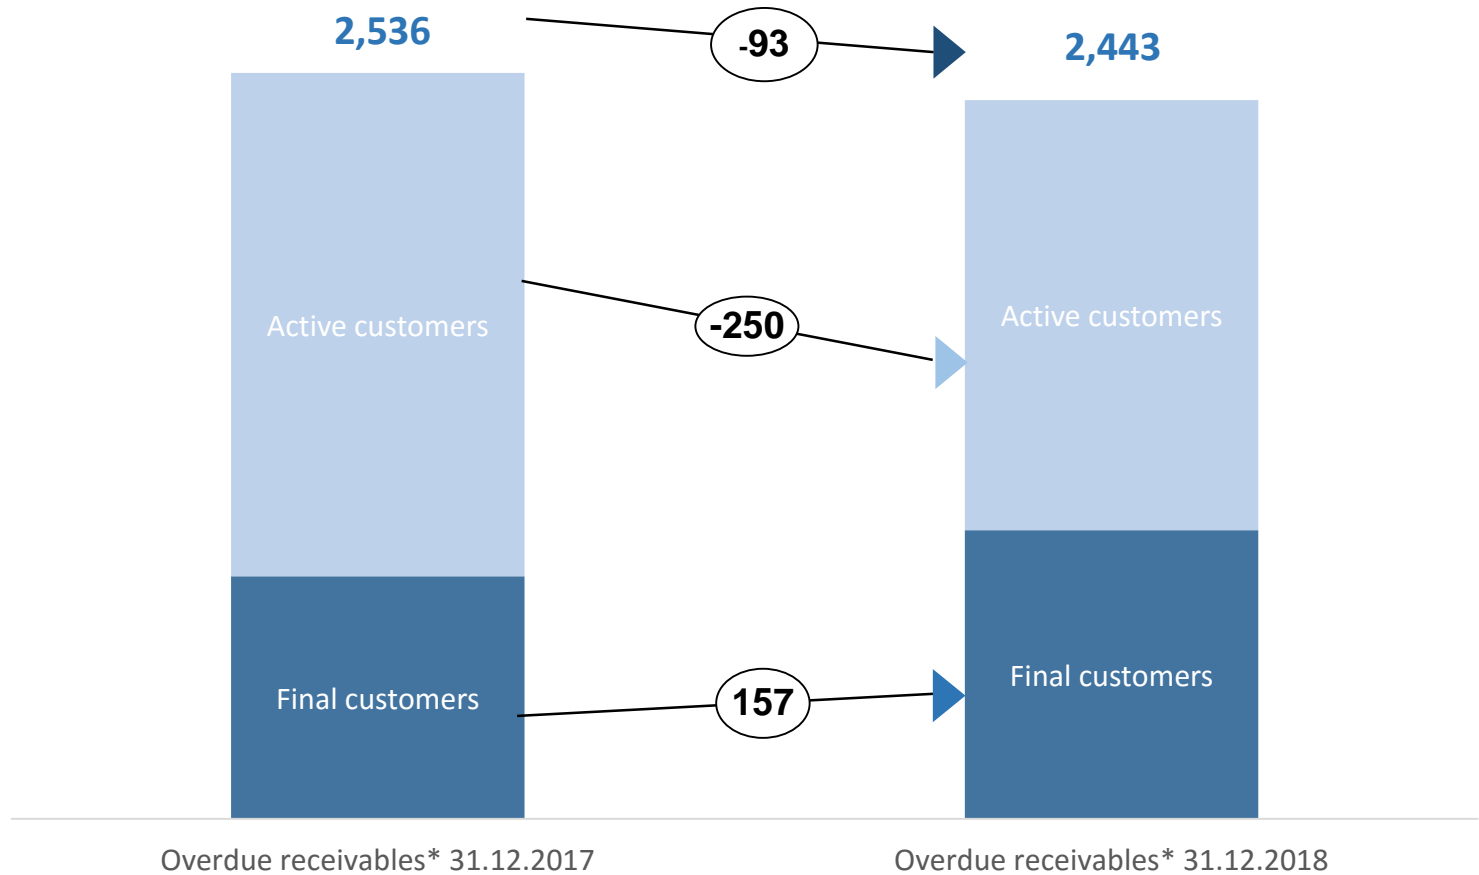 2,536
-93
2,443
Active customers
-250
Active customers
Final customers
157
Final customers
Overdue receivables* 31.12.2017
Overdue receivables* 31.12.2018